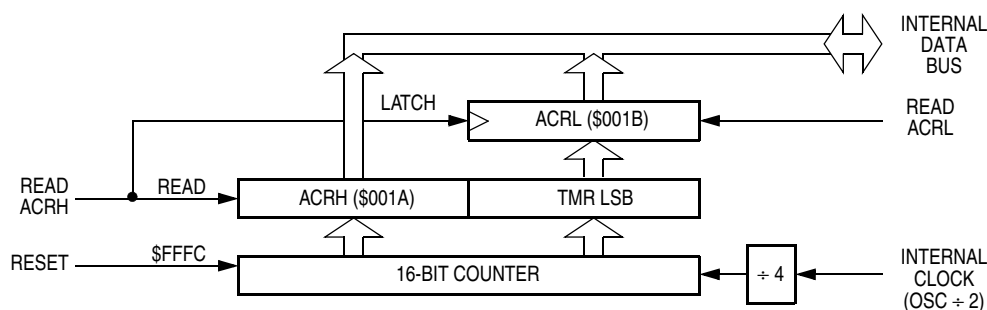 INTERNAL
DATA
BUS
LATCH
ACRL ($001B)
READ
ACRL
READ
ACRH
READ
ACRH ($001A)
TMR LSB
RESET
$FFFC
16-BIT COUNTER
÷ 4
INTERNAL
CLOCK
(OSC ÷ 2)